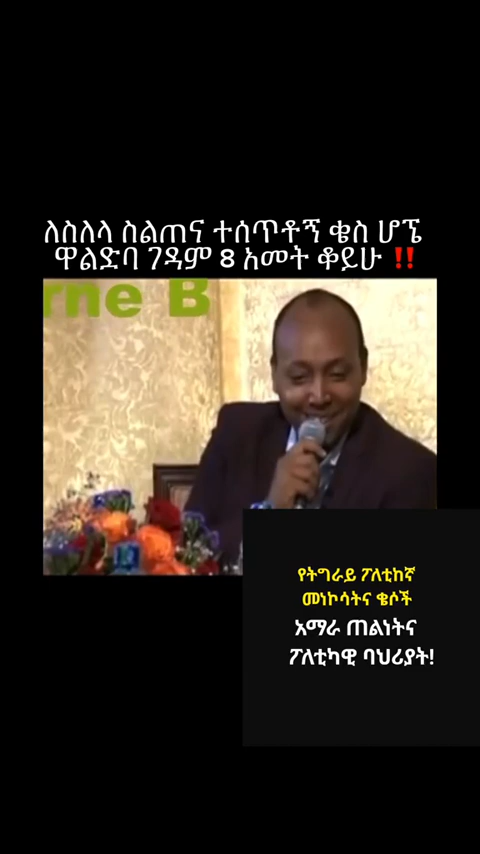 ለስለላ ስልጠና ተሰጥቶኝ ቄስ ሆኜ
ዋልድባ ገዳም 8 አመት ቆይሁ ‼️
rne B
የትግራይ ፖለቲከኛ
መነኮሳትና ቄሶች
አማራ ጠልነትና
ፖለቲካዊ ባህሪያት!